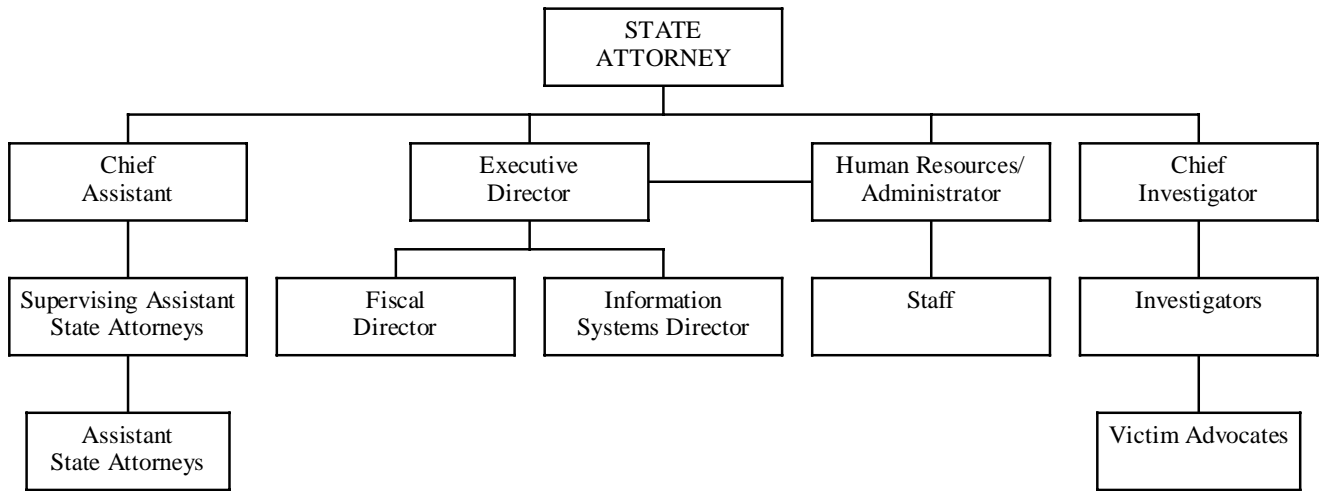 STATE
ATTORNEY
Chief
Assistant
Executive
Director
Human Resources/
Administrator
Chief
Investigator
Supervising Assistant
State Attorneys
Fiscal
Director
Information
Systems Director
Staff
Investigators
Assistant
State Attorneys
Victim Advocates